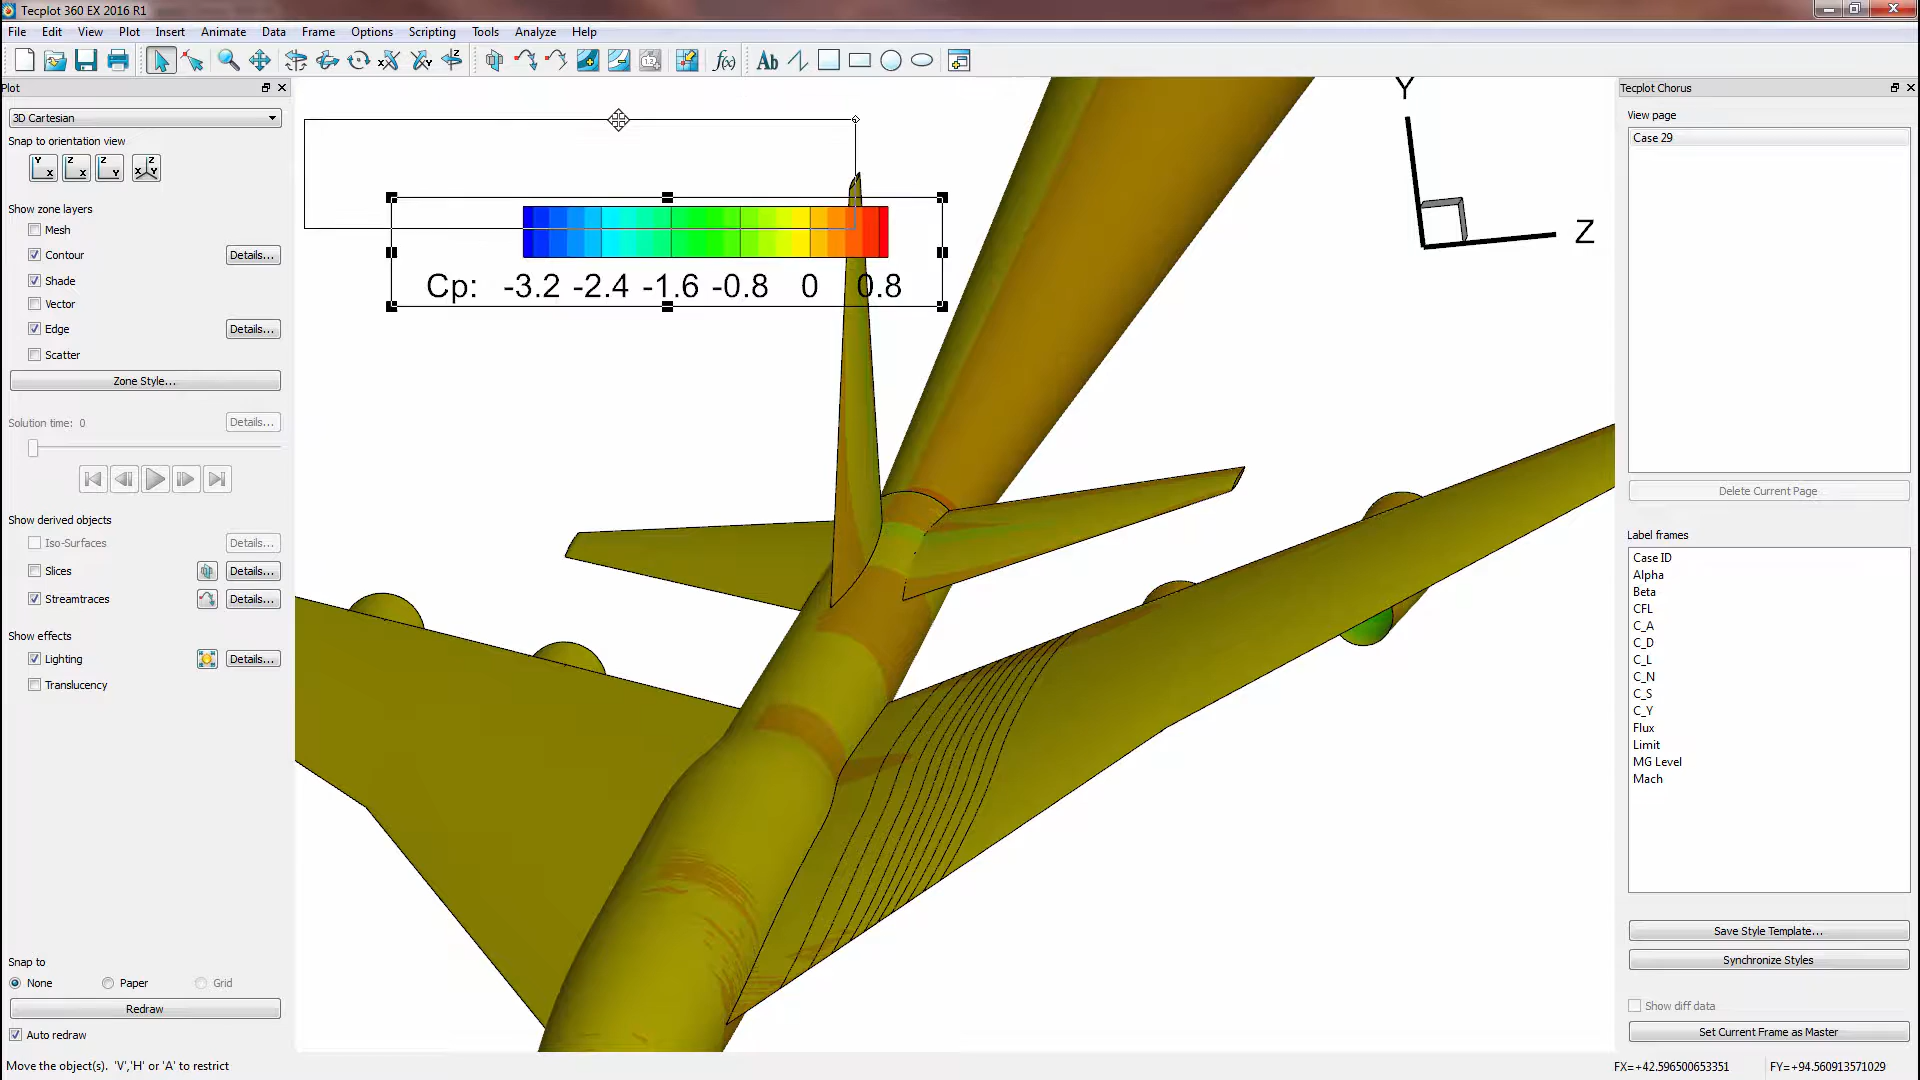 Tecplot 360 EX 2016 R1
File Edit View Plot Insert Animate Data Frame Options Scripting Tools Analyze Help
Plot
3D Cartesian
Snap to orientation view
Show zone layers
Mesh
Contour Details...
Shade
Vector
Edge Details...
Scatter
Zone Style...
Solution time: 0 Details...
Show derived objects
Iso-Surfaces Details...
Slices Details...
Streamtraces Details...
Show effects
Lighting Details...
Translucency
Snap to
None Paper Grid
Redraw
Auto redraw
Move the object(s). 'V','H' or 'A' to restrict
Cp: -3.2 -2.4 -1.6 -0.8 0 0.8
Y
Z
Tecplot Chorus
View page
Case 29
Delete Current Page
Label frames
Case ID
Alpha
Beta
CFL
C_A
C_D
C_L
C_N
C_S
C_Y
Flux
Limit
MG Level
Mach
Save Style Template...
Synchronize Styles
Show diff data
Set Current Frame as Master
FX=+42.596500653351 FY=+94.560913571029